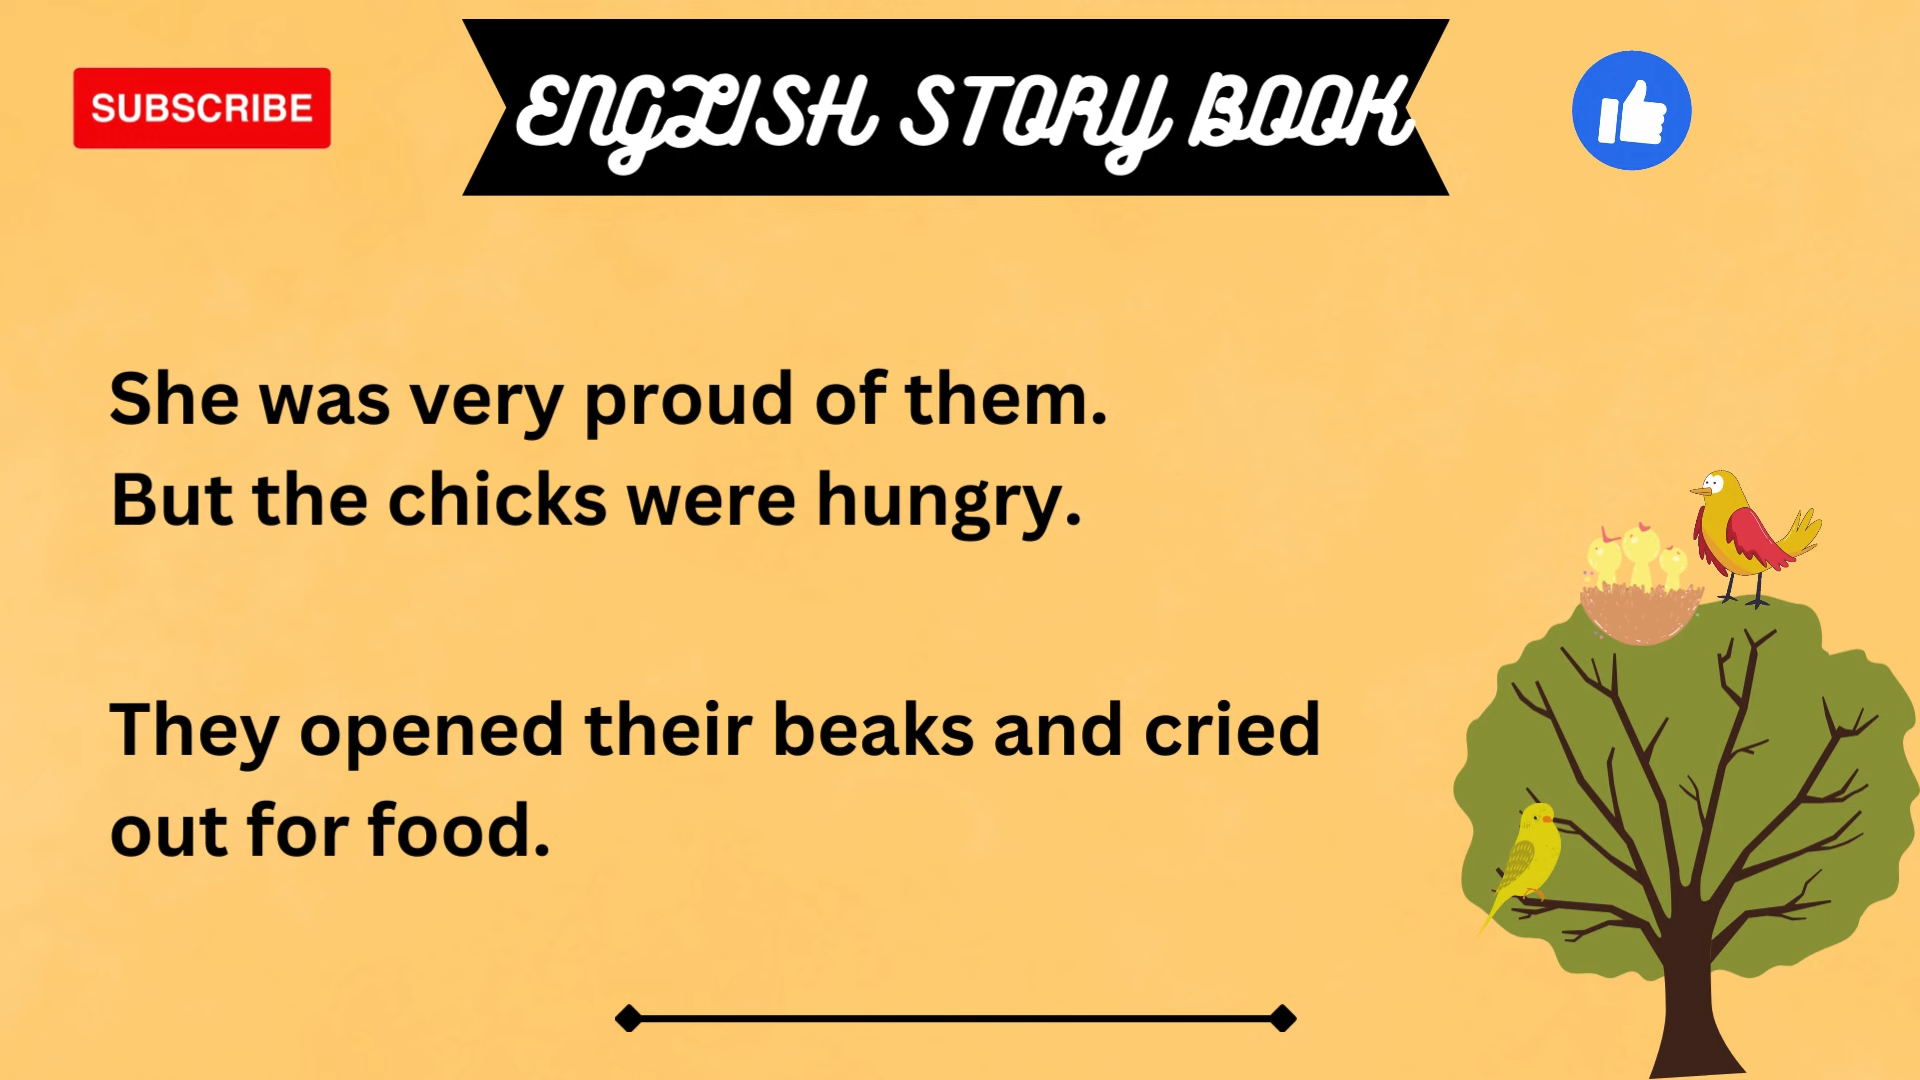 SUBSCRIBE
ENGLISH STORY BOOK
She was very proud of them.
But the chicks were hungry.
They opened their beaks and cried
out for food.